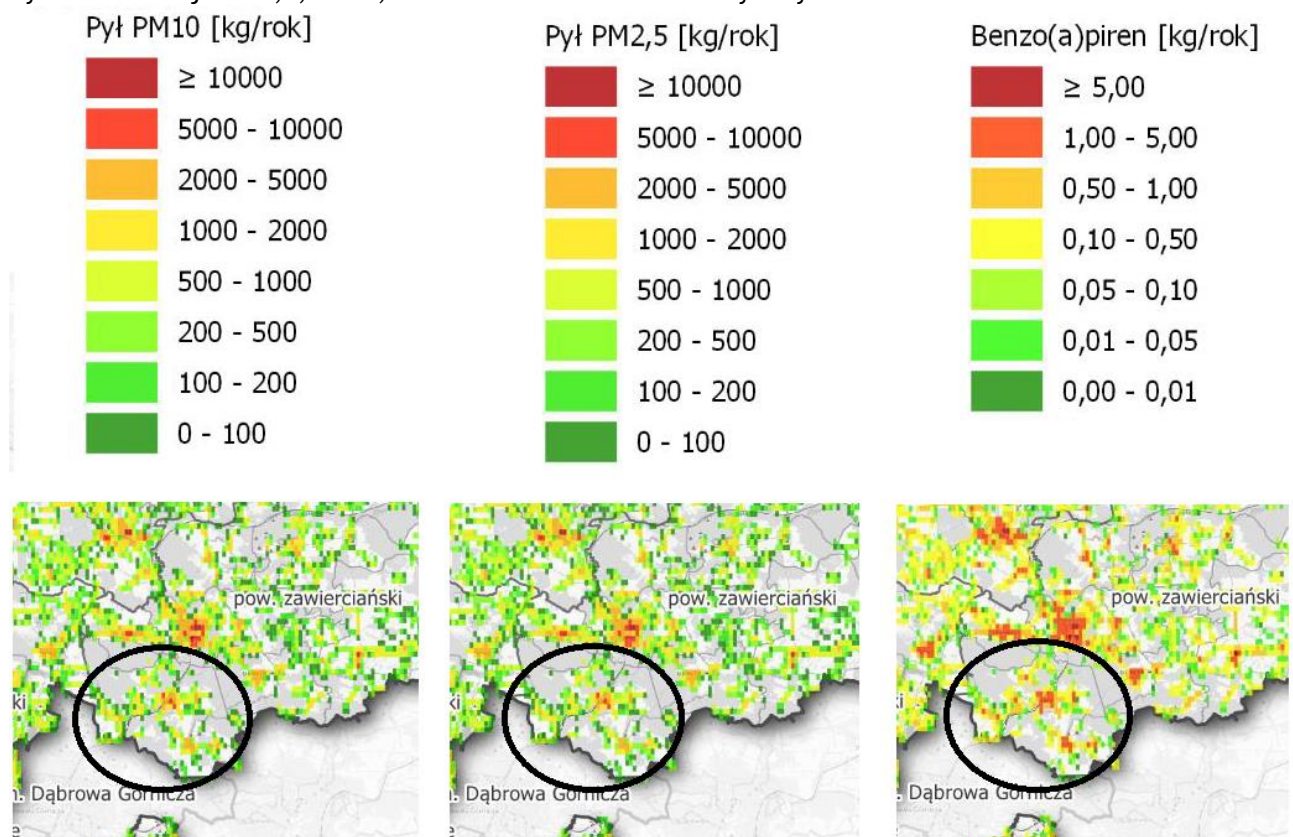 Pył PM10 [kg/rok]
≥ 10000
5000 - 10000
2000 - 5000
1000 - 2000
500 - 1000
200 - 500
100 - 200
0 - 100
Pył PM2,5 [kg/rok]
≥ 10000
5000 - 10000
2000 - 5000
1000 - 2000
500 - 1000
200 - 500
100 - 200
0 - 100
Benzo(a)piren [kg/rok]
≥ 5,00
1,00 - 5,00
0,50 - 1,00
0,10 - 0,50
0,05 - 0,10
0,01 - 0,05
0,00 - 0,01
pow. zawierciański
ki
Dąbrowa Górnicza
e
pow. zawierciański
ki
Dąbrowa Górnicza
e
pow. zawierciański
ki
Dąbrowa Górnicza
e